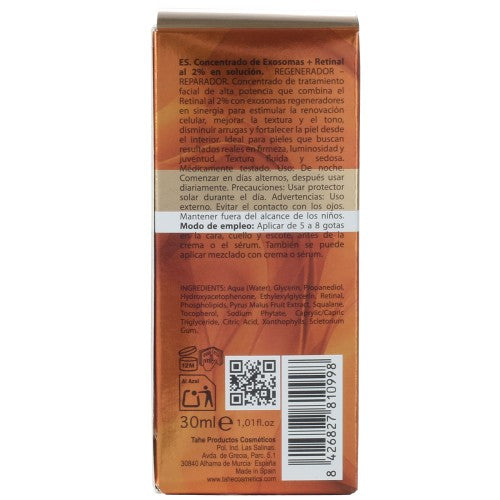 ES. Concentrado de Exosomas + Retinal
al 2% en solución. REGENERADOR –
REPARADOR. Concentrado de tratamiento
facial de alta potencia que combina el
Retinal al 2% con exosomas regeneradores
en sinergia para estimular la renovación
celular, mejorar la textura y el tono,
disminuir arrugas y fortalecer la piel desde
el interior. Ideal para pieles que buscan
resultados reales en firmeza, luminosidad y
juventud. Textura fluida y sedosa.
Médicamente testado. Uso: De noche.
Comenzar en días alternos, después usar
diariamente. Precauciones: Usar protector
solar durante el día. Advertencias: Uso
externo. Evitar el contacto con los ojos.
Mantener fuera del alcance de los niños.
Modo de empleo: Aplicar de 5 a 8 gotas
en la cara, cuello y escote, antes de la
crema o el sérum. También se puede
aplicar mezclado con crema o sérum.
INGREDIENTS: Aqua (Water), Glycerin, Propanediol,
Hydroxyacetophenone, Ethylexylglycerin, Retinal,
Phospholipids, Pyrus Malus Fruit Extract, Squalane,
Tocopherol, Sodium Phytate, Caprylic/Capric
Triglyceride, Citric Acid, Xanthophylls, Sclerotium
Gum.
12M
Al Azul
30ml e 1,01fl.oz
Tahe Productos Cosméticos
Pol. Ind. Las Salinas.
Avda. de Grecia, Parc. 5.1
30840 Alhama de Murcia España
Made in Spain
www.tahecosmetics.com
8 426827 810998